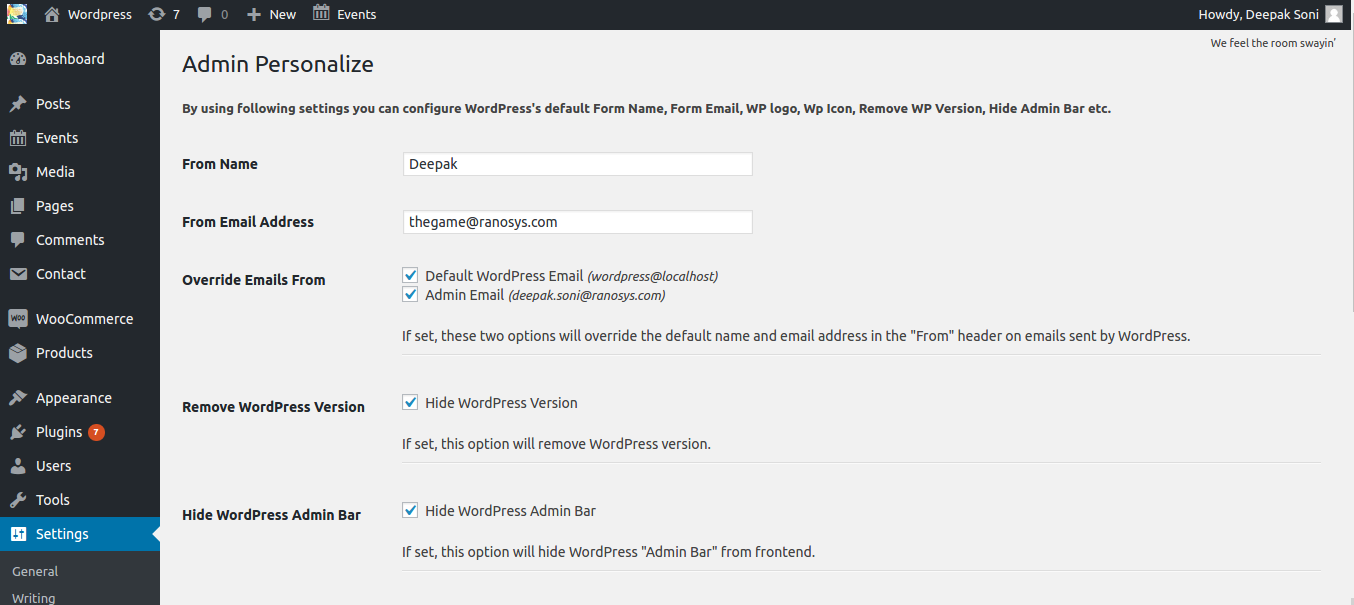 Wordpress 7 0 New Events Howdy, Deepak Soni
We feel the room swayin’
Dashboard
Posts
Events
Media
Pages
Comments
Contact
WOO WooCommerce
Products
Appearance
Plugins 7
Users
Tools
Settings
General
Writing
Admin Personalize
By using following settings you can configure WordPress's default Form Name, Form Email, WP logo, Wp Icon, Remove WP Version, Hide Admin Bar etc.
From Name Deepak
From Email Address thegame@ranosys.com
Override Emails From Default WordPress Email (wordpress@localhost)
Admin Email (deepak.soni@ranosys.com)
If set, these two options will override the default name and email address in the "From" header on emails sent by WordPress.
Remove WordPress Version Hide WordPress Version
If set, this option will remove WordPress version.
Hide WordPress Admin Bar Hide WordPress Admin Bar
If set, this option will hide WordPress "Admin Bar" from frontend.